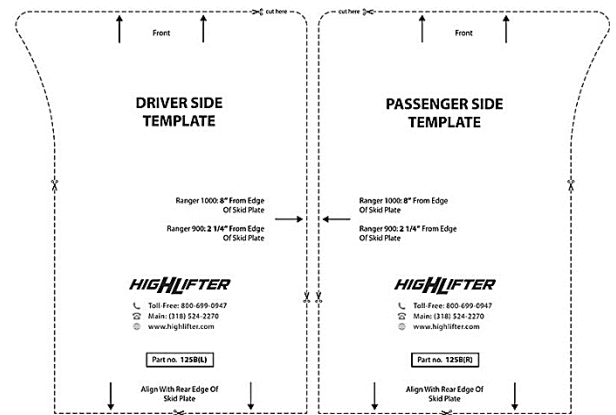 cut here
Front
DRIVER SIDE
TEMPLATE
Ranger 1000: 8" From Edge
Of Skid Plate
Ranger 900: 2 1/4" From Edge
Of Skid Plate
HIGHLIFTER
Toll-Free: 800-699-0947
Main: (318) 524-2270
www.highlifter.com
Part no. 125B(L)
Align With Rear Edge Of
Skid Plate
cut here
Front
PASSENGER SIDE
TEMPLATE
Ranger 1000: 8" From Edge
Of Skid Plate
Ranger 900: 2 1/4" From Edge
Of Skid Plate
HIGHLIFTER
Toll-Free: 800-699-0947
Main: (318) 524-2270
www.highlifter.com
Part no. 125B(R)
Align With Rear Edge Of
Skid Plate